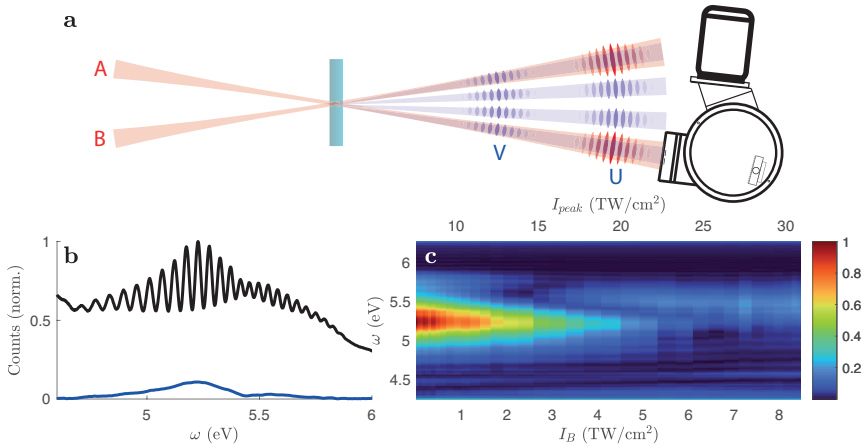 a
A
B
V
U
I_{peak} (TW/cm²)
10 15 20 25 30
b
Counts (norm.)
1
0.5
0
5 5.5 6
ω (eV)
c
ω (eV)
6
5.5
5
4.5
1 2 3 4 5 6 7 8
I_B (TW/cm²)
1
0.8
0.6
0.4
0.2